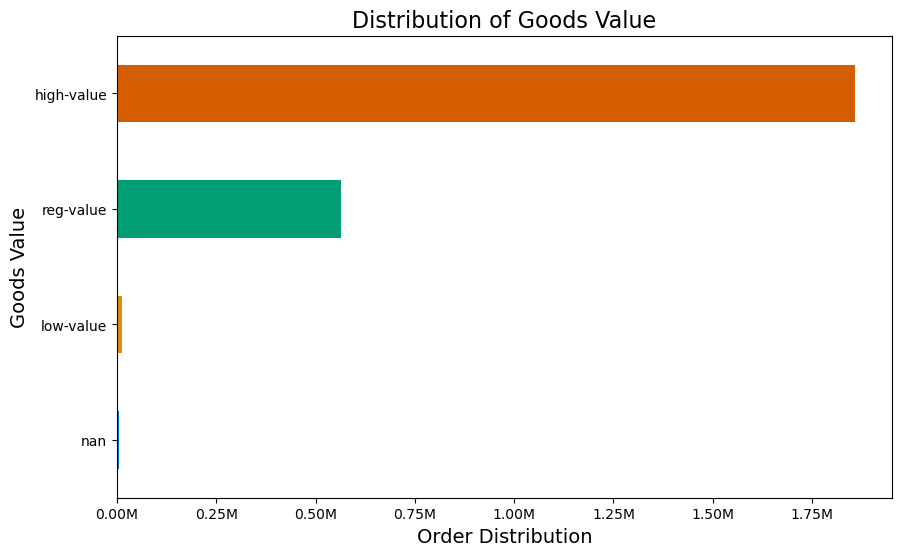 Distribution of Goods Value
Goods Value
high-value
reg-value
low-value
nan
0.00M 0.25M 0.50M 0.75M 1.00M 1.25M 1.50M 1.75M
Order Distribution